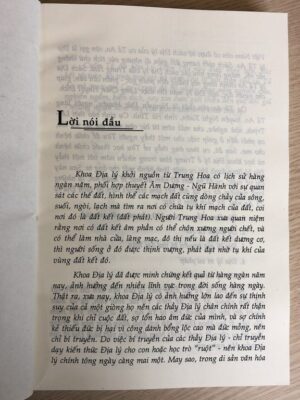 Lời nói đầu
Khoa Địa lý khởi nguồn từ Trung Hoa có lịch sử hàng
ngàn năm, phối hợp thuyết Âm Dương - Ngũ Hành với sự quan
sát các thế đất, hình thế các mạch đất cùng dòng chảy của sông,
suối, ngòi, lạch mà tìm ra nơi có chứa tụ khí mạch của đất, coi
nơi đó là đất kết (đất phát). Người Trung Hoa xưa quan niệm
rằng nơi có đất kết âm phần có thể chôn xương người chết, và
có thể làm nhà cửa, làng mạc, đô thị nếu là đất kết dương cơ,
thì người sống ở đó được thịnh vượng, phát đạt nhờ tụ khí của
vùng đất kết đó.
Khoa Địa lý đã được minh chứng kết quả từ hàng ngàn năm
nay, ảnh hưởng đến nhiều lĩnh vực trong đời sống hàng ngày.
Thật ra, xưa nay, khoa Địa lý có ảnh hưởng lớn lao đến sự thịnh
suy của cả một giòng họ nên các thầy Địa lý chân chính rất thận
trọng khi chỉ cuộc đất, sợ tổn hao âm đức của mình, và sợ chính
kẻ thiếu đức bị hại vì công danh bổng lộc cao mà đức mỏng, nên
di truyền. Do việc bí truyền của các thầy Địa lý - chỉ truyền
dạy kiến thức Địa lý cho con hoặc học trò "ruột" - nên khoa Địa
lý chính tông ngày càng mai một. May sao, trong di sản văn hóa